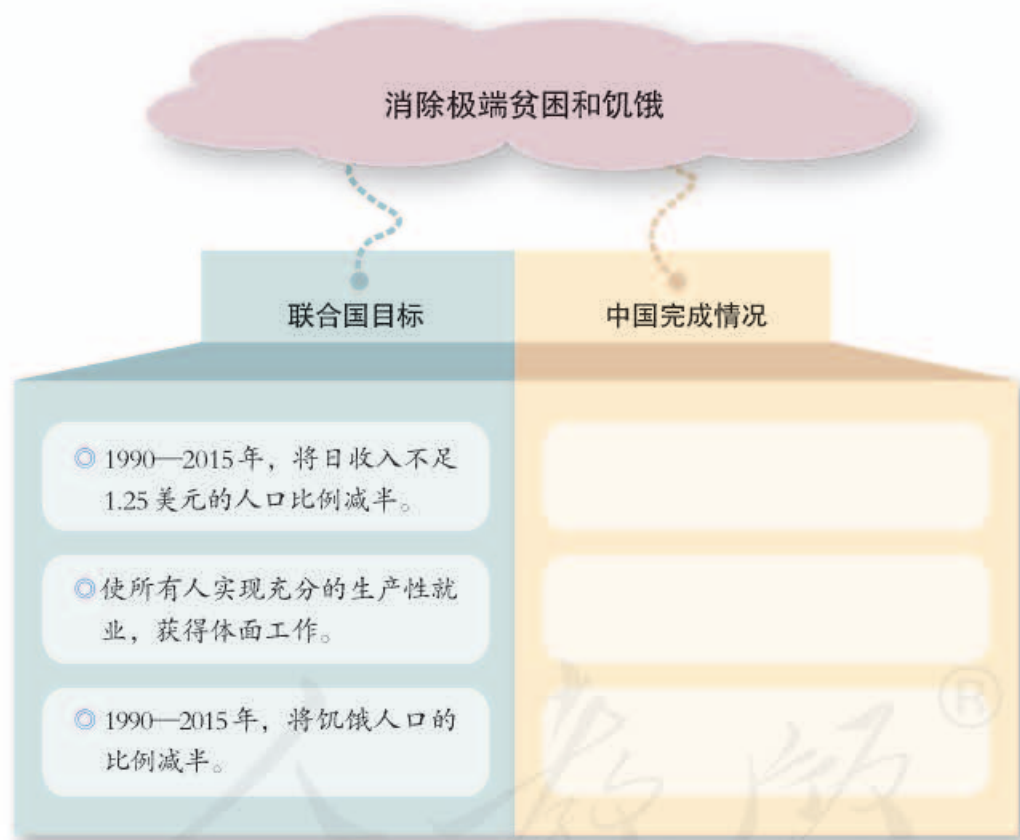 消除极端贫困和饥饿
联合国目标
中国完成情况
◎ 1990—2015年，将日收入不足
1.25美元的人口比例减半。
◎ 使所有人实现充分的生产性就
业，获得体面工作。
◎ 1990—2015年，将饥饿人口的
比例减半。
人教版®